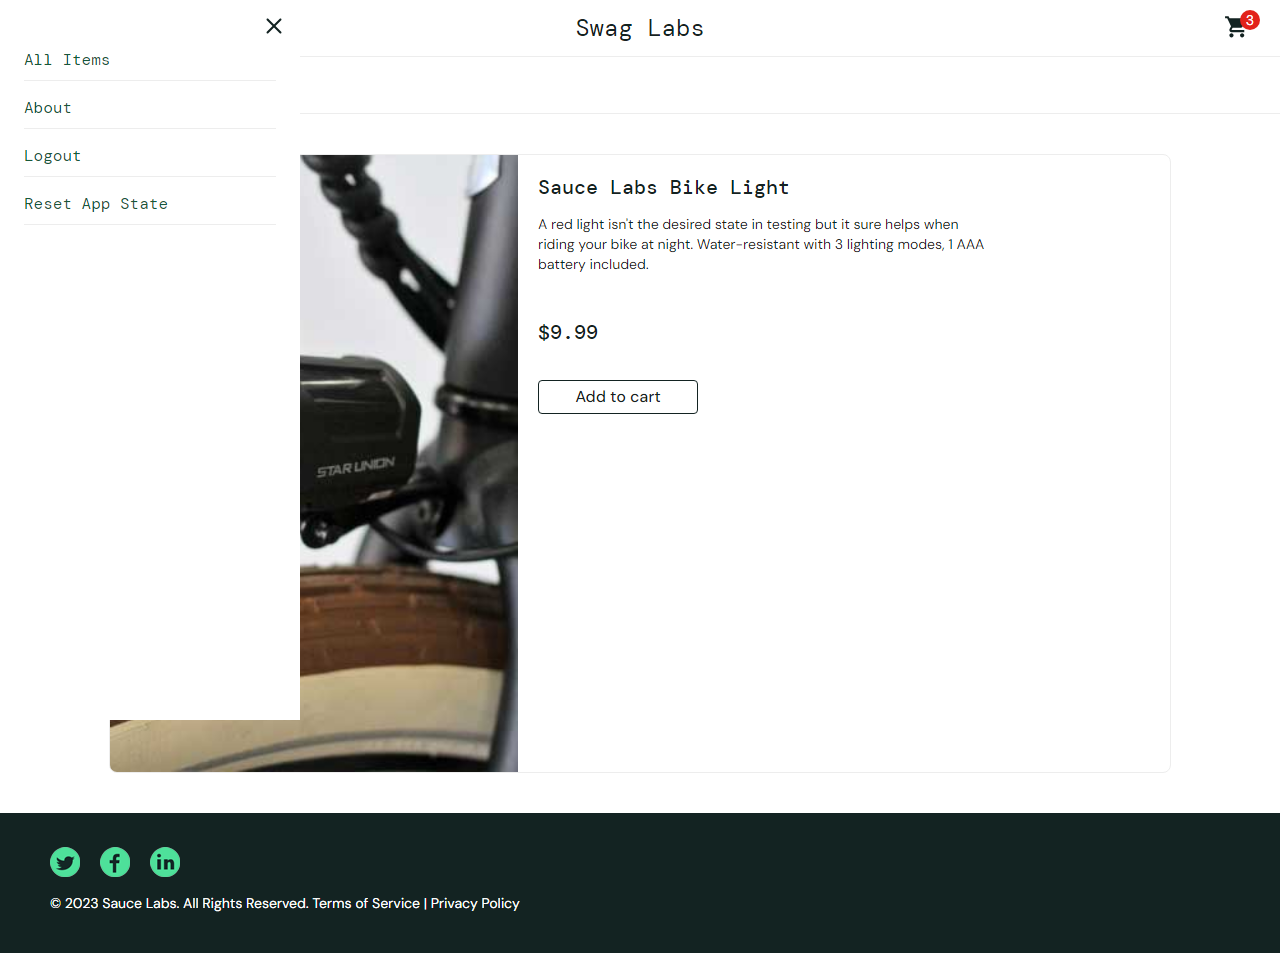 Swag Labs
3
All Items
About
Logout
Reset App State
STAR UNION
Sauce Labs Bike Light
A red light isn't the desired state in testing but it sure helps when
riding your bike at night. Water-resistant with 3 lighting modes, 1 AAA
battery included.
$9.99
Add to cart
© 2023 Sauce Labs. All Rights Reserved. Terms of Service | Privacy Policy